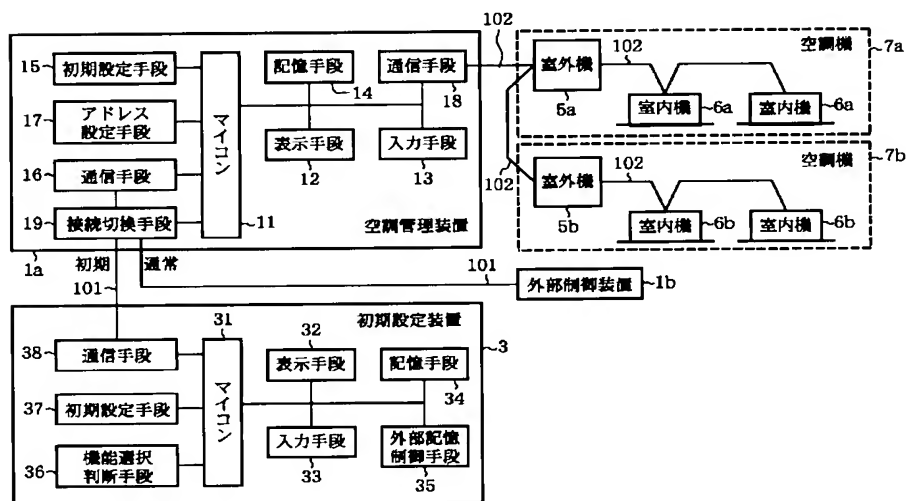 102
空調機
7a
15
初期設定手段
記憶手段
14
通信手段
18
室外機
5a
102
室内機
6a
室内機
6a
17
アドレス
設定手段
マイコン
表示手段
12
入力手段
13
空調機
7b
16
通信手段
102
室外機
5b
102
室内機
6b
室内機
6b
19
接続切換手段
11
空調管理装置
1a
初期
通常
101
101
外部制御装置
1b
31
初期設定装置
32
3
38
通信手段
マイコン
表示手段
記憶手段
34
37
初期設定手段
入力手段
33
外部記憶
制御手段
35
36
機能選択
判断手段